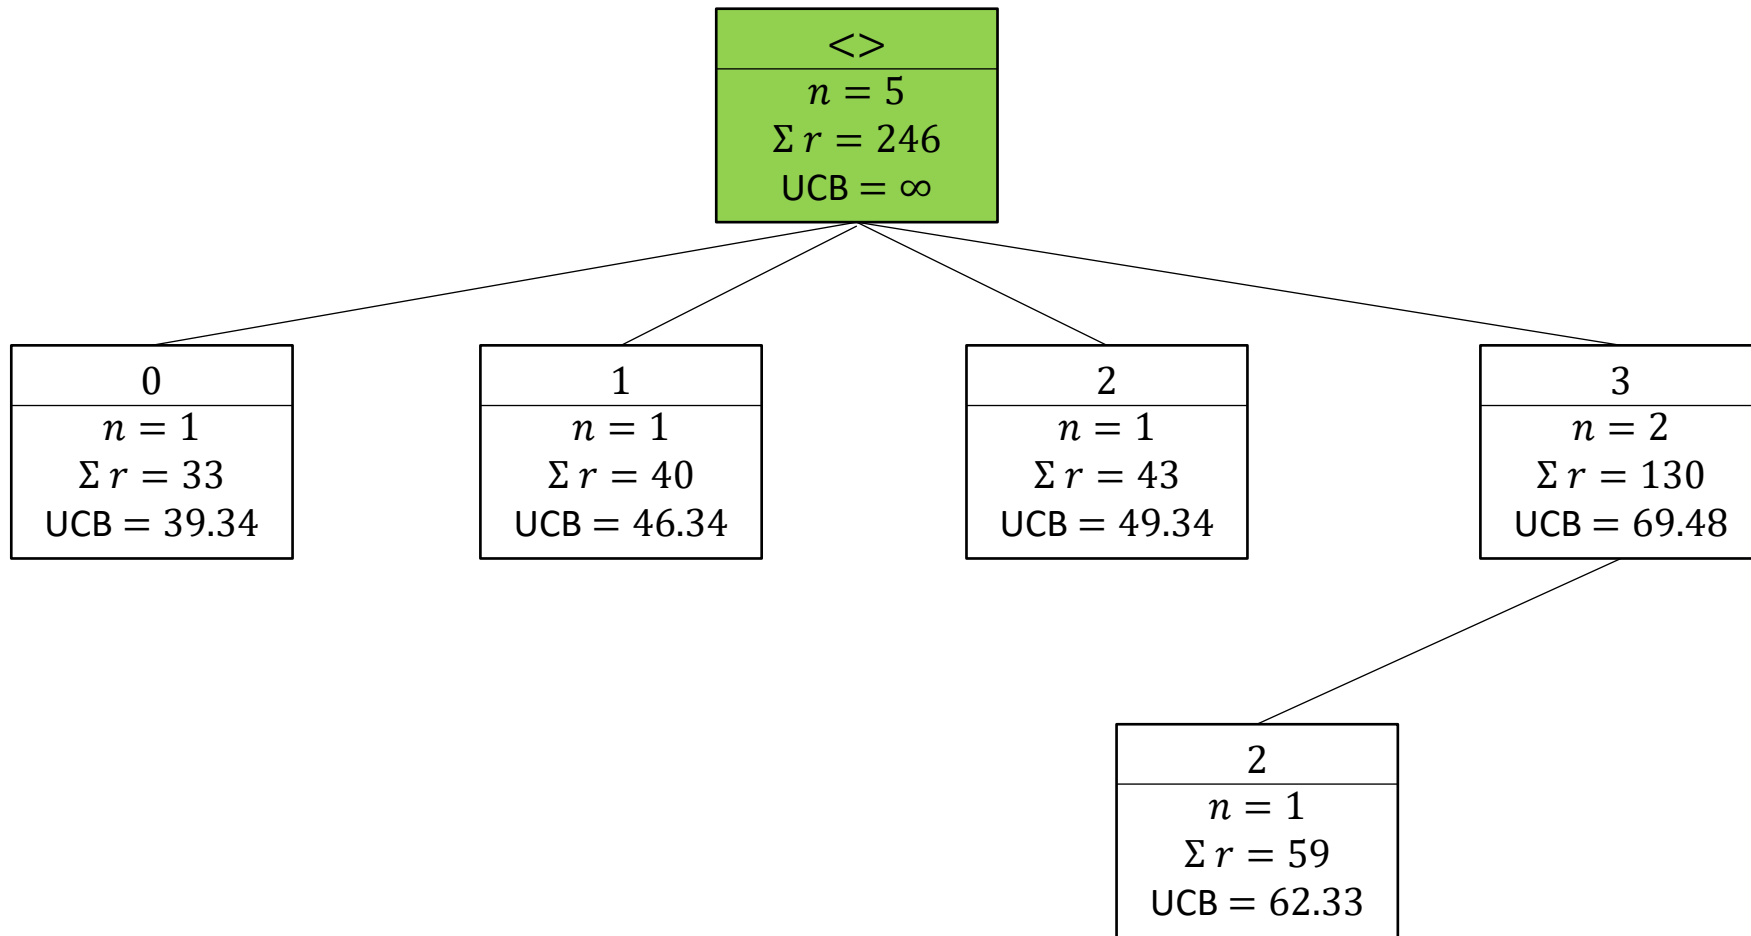 <>
n = 5
Σ r = 246
UCB = ∞
0
n = 1
Σ r = 33
UCB = 39.34
1
n = 1
Σ r = 40
UCB = 46.34
2
n = 1
Σ r = 43
UCB = 49.34
3
n = 2
Σ r = 130
UCB = 69.48
2
n = 1
Σ r = 59
UCB = 62.33